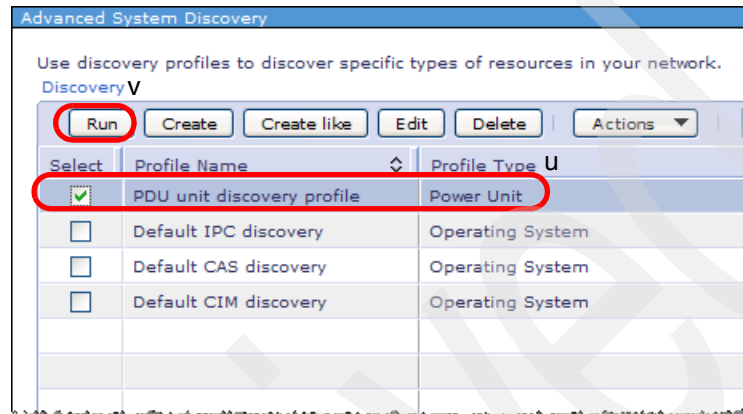 Advanced System Discovery
Use discovery profiles to discover specific types of resources in your network.
Discovery v
Run Create Create like Edit Delete Actions
Select Profile Name Profile Type u
PDU unit discovery profile Power Unit
Default IPC discovery Operating System
Default CAS discovery Operating System
Default CIM discovery Operating System